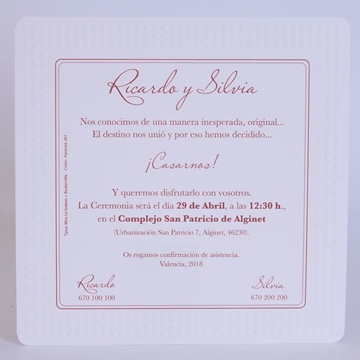 Ricardo y Silvia
Nos conocimos de una manera inesperada, original...
El destino nos unió y por eso hemos decidido...
¡Casarnos!
Y queremos disfrutarlo con vosotros.
La Ceremonia será el día 29 de Abril, a las 12:30 h.,
en el Complejo San Patricio de Alginet
(Urbanización San Patricio 7, Alginet, 46230).
Os rogamos confirmación de asistencia.
Valencia, 2018
Ricardo
670 100 100
Silvia
670 200 200